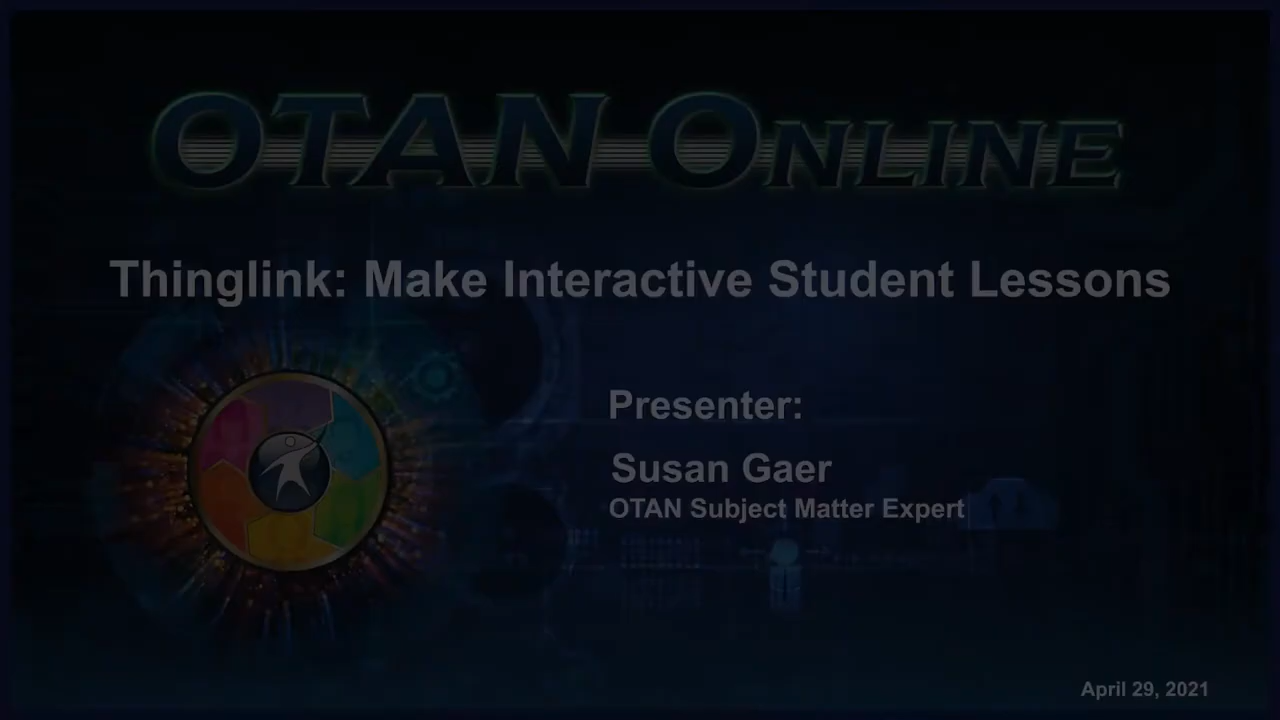 OTAN ONLINE
Thinglink: Make Interactive Student Lessons
Presenter:
Susan Gaer
OTAN Subject Matter Expert
April 29, 2021